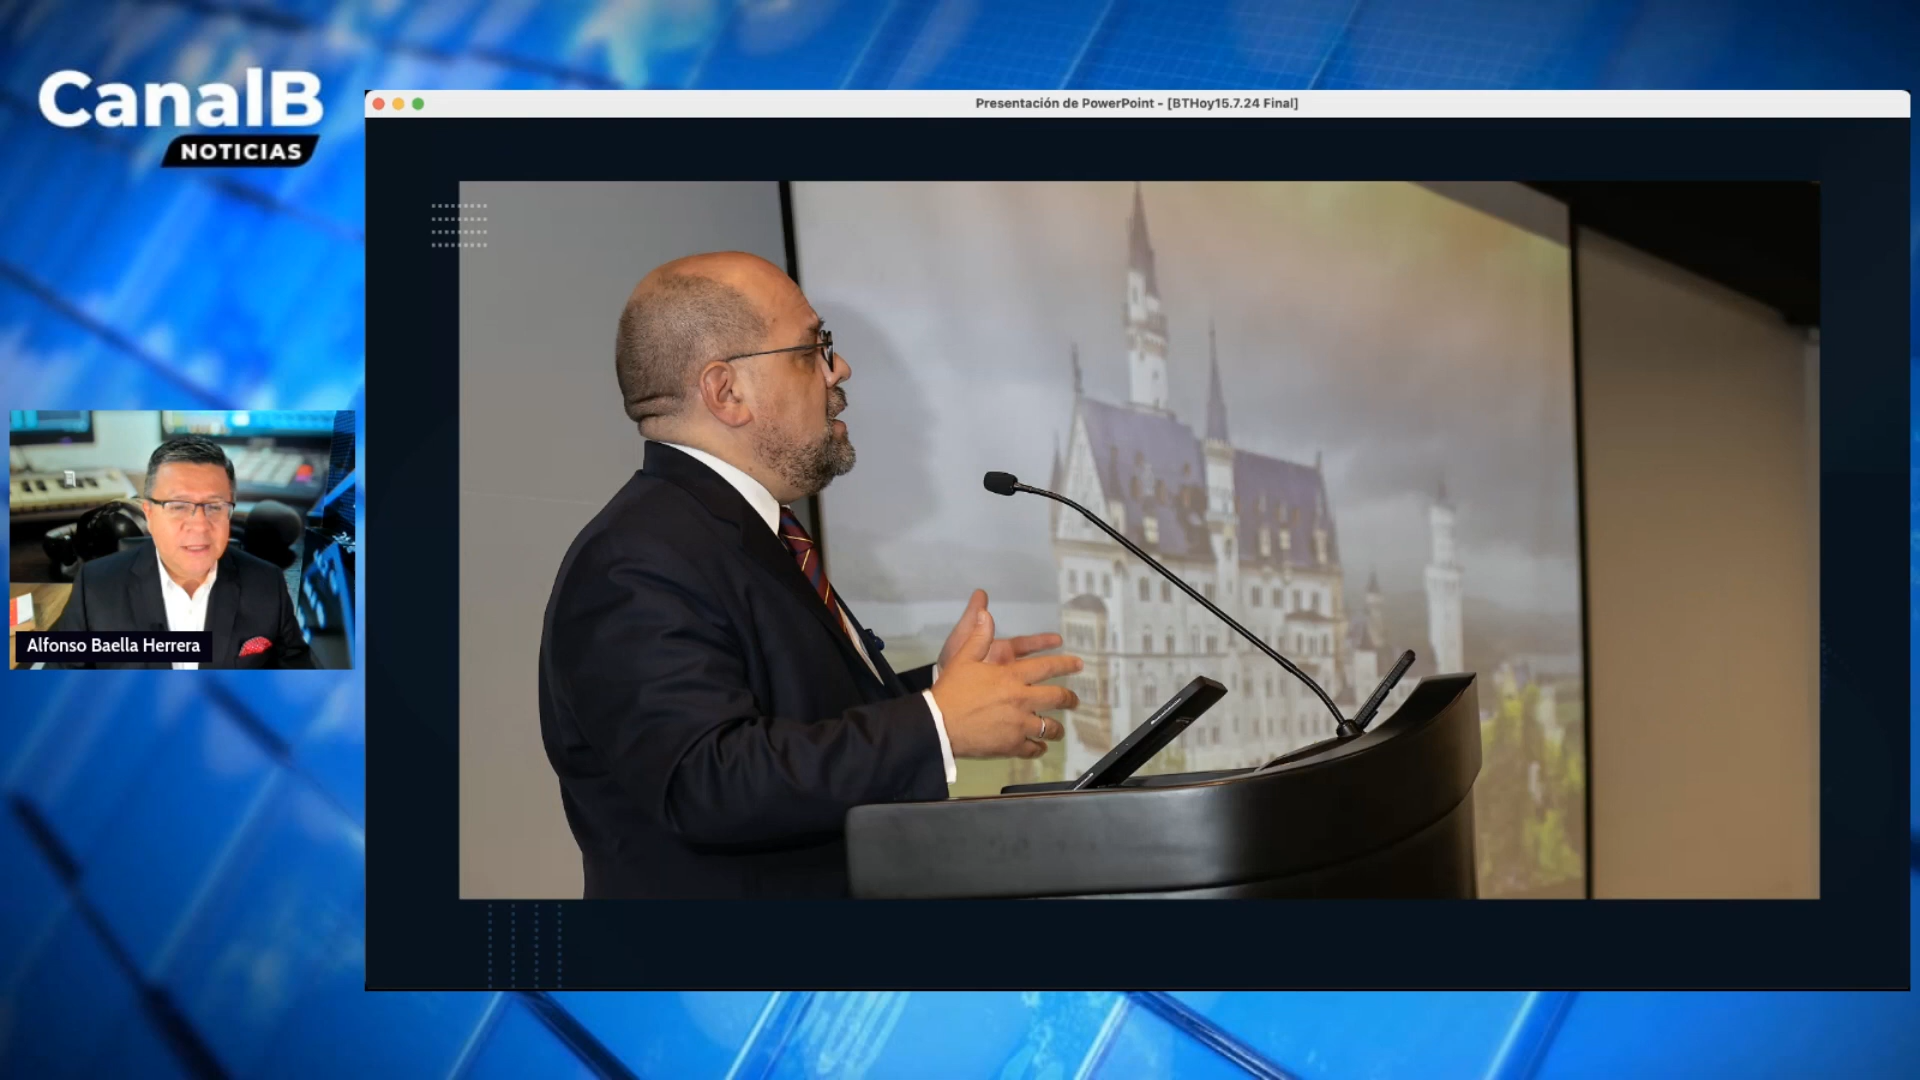 CanalB
NOTICIAS
Presentación de PowerPoint - [BTHoy15.7.24 Final]
Alfonso Baella Herrera